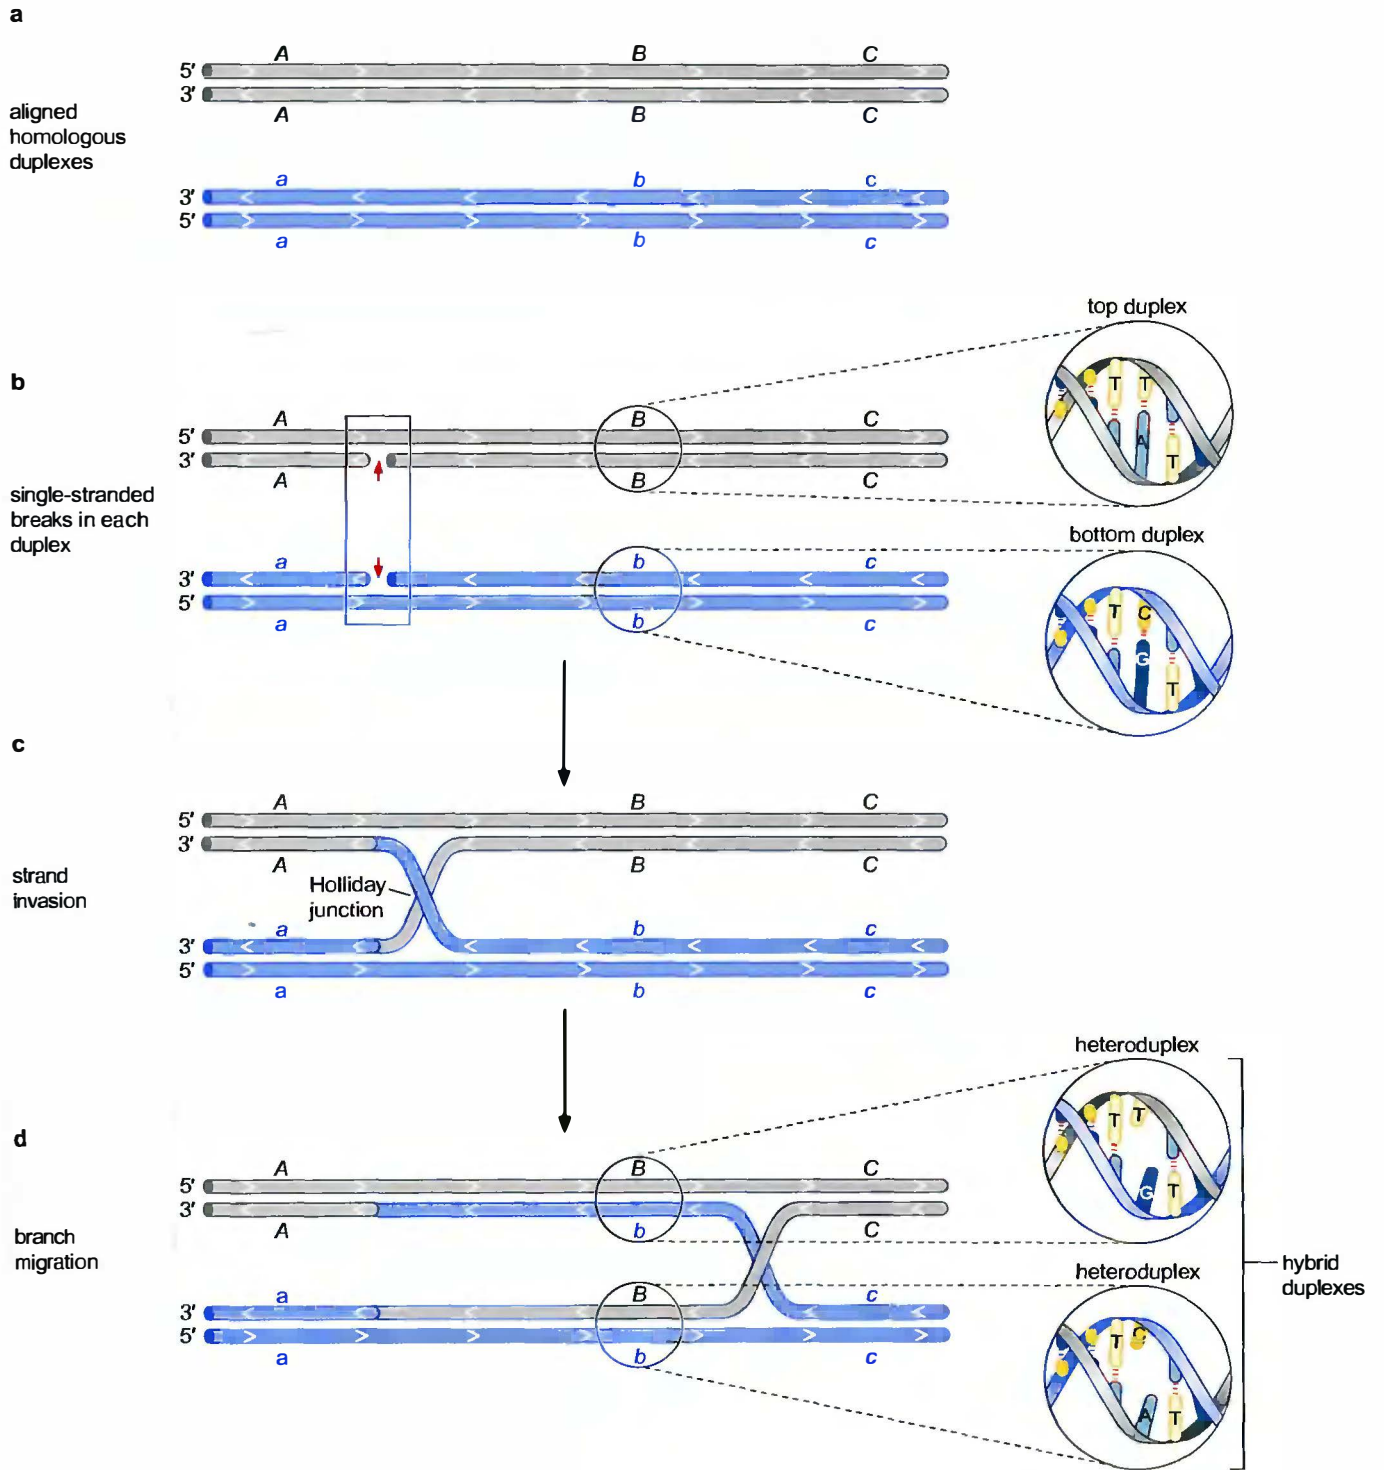 a
A B C
5′
3′
A B C
aligned
homologous
duplexes
a b c
3′
5′
a b c
top duplex
T T
A
T
b
A B C
5′
3′
A B C
single-stranded
breaks in each
duplex
bottom duplex
T C
G
T
a b c
3′
5′
a b c
c
A B C
5′
3′
A B C
strand
invasion
Holliday
junction
a b c
3′
5′
a b c
heteroduplex
T T
G
T
d
A B C
5′
3′
A b C
branch
migration
hybrid
duplexes
heteroduplex
T C
A
T
a B c
3′
5′
a b c